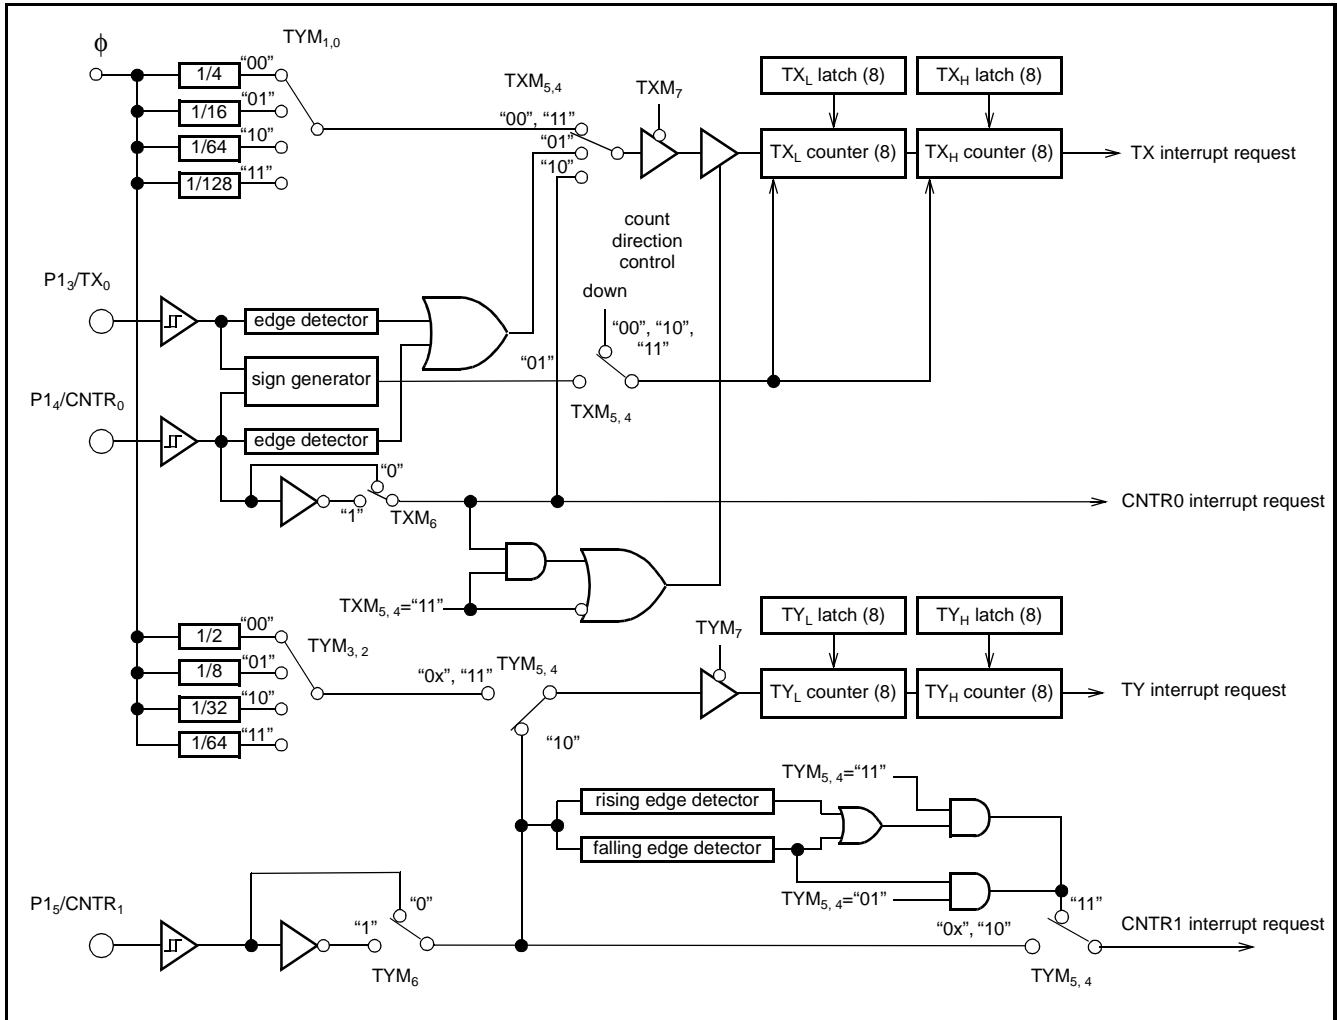 ϕ
TYM1,0
1/4
“00”
1/16
“01”
1/64
“10”
1/128
“11”
TXM5,4
“00”, “11”
“01”
“10”
TXM7
TXL latch (8)
TXH latch (8)
TXL counter (8)
TXH counter (8)
TX interrupt request
count
direction
control
down
“00”, “10”,
“11”
P13/TX0
edge detector
sign generator
“01”
TXM5, 4
P14/CNTR0
edge detector
“0”
“1”
TXM6
CNTR0 interrupt request
TXM5, 4=“11”
1/2
“00”
1/8
“01”
1/32
“10”
1/64
“11”
TYM3, 2
“0x”, “11”
TYM5, 4
“10”
TYM7
TYL latch (8)
TYH latch (8)
TYL counter (8)
TYH counter (8)
TY interrupt request
TYM5, 4=“11”
rising edge detector
falling edge detector
TYM5, 4=“01”
P15/CNTR1
“0”
“1”
TYM6
“0x”, “10”
“11”
TYM5, 4
CNTR1 interrupt request